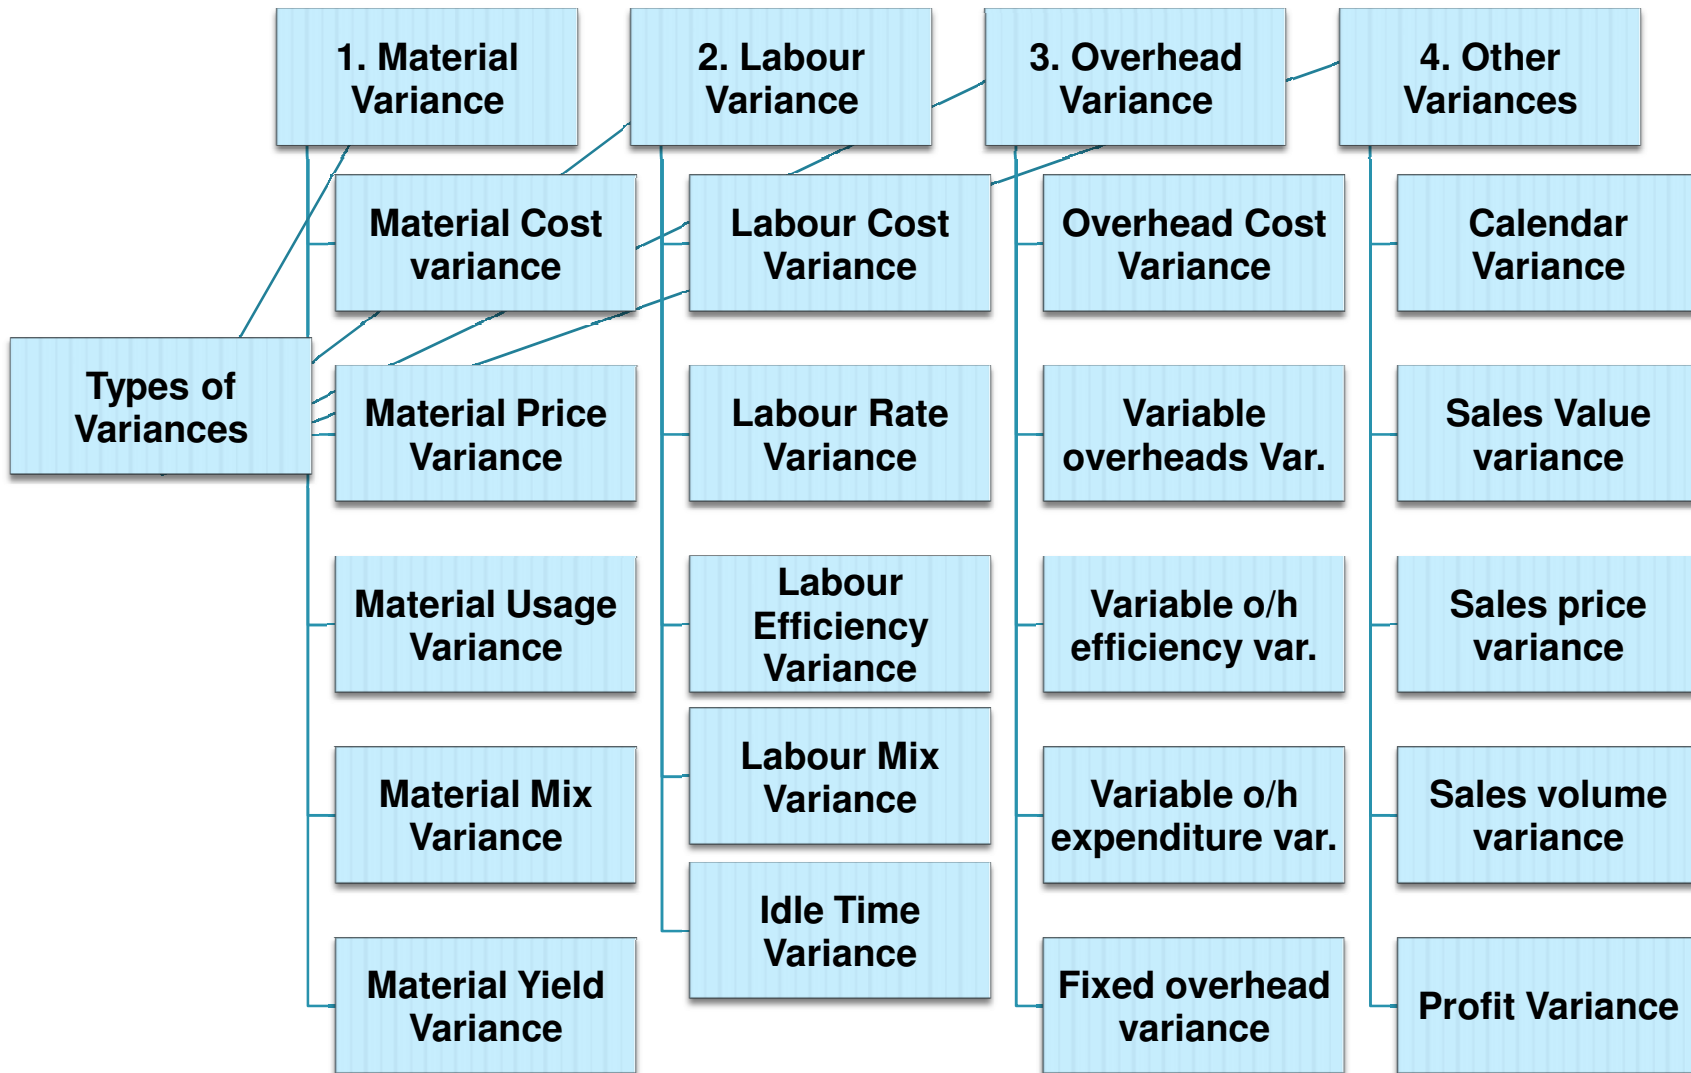 Types of
Variances
1. Material
Variance
Material Cost
variance
Material Price
Variance
Material Usage
Variance
Material Mix
Variance
Material Yield
Variance
2. Labour
Variance
Labour Cost
Variance
Labour Rate
Variance
Labour
Efficiency
Variance
Labour Mix
Variance
Idle Time
Variance
3. Overhead
Variance
Overhead Cost
Variance
Variable
overheads Var.
Variable o/h
efficiency var.
Variable o/h
expenditure var.
Fixed overhead
variance
4. Other
Variances
Calendar
Variance
Sales Value
variance
Sales price
variance
Sales volume
variance
Profit Variance